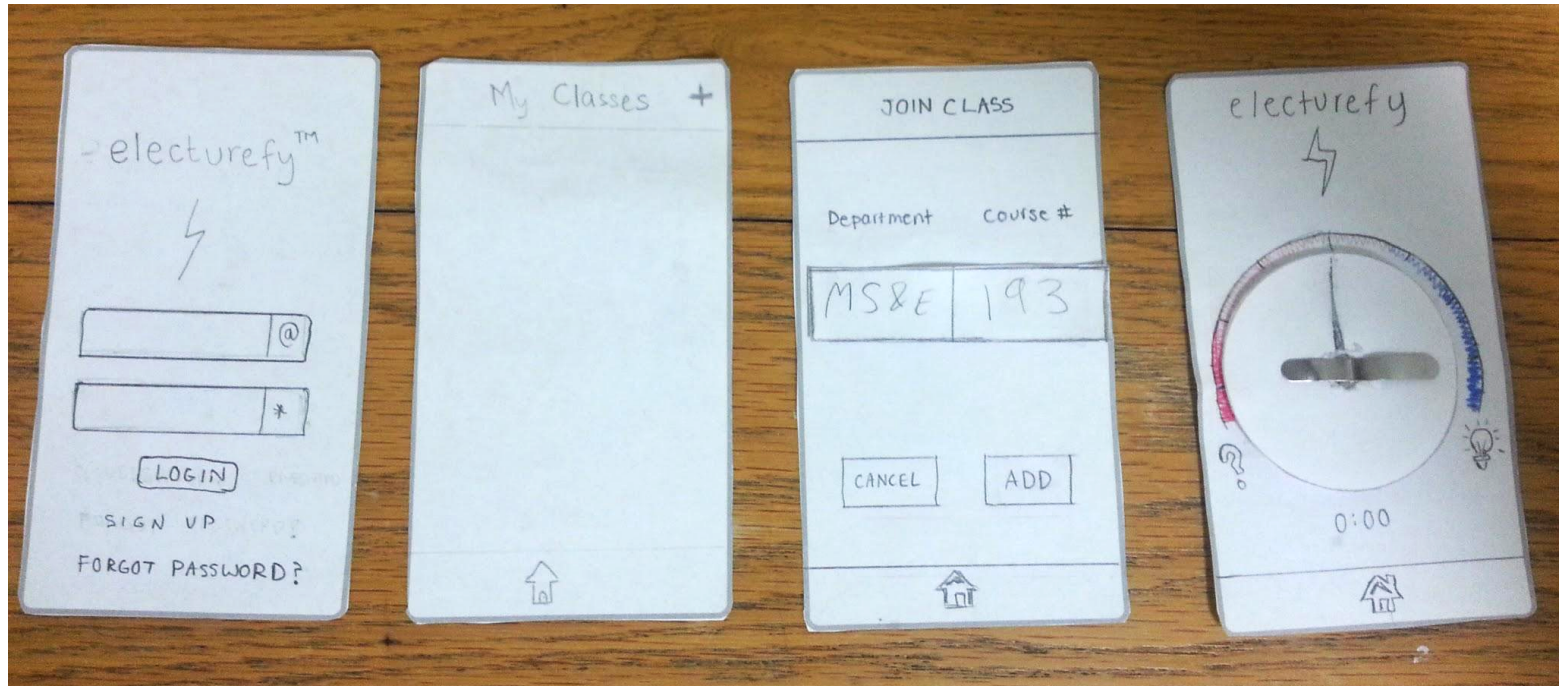 electurefy™
@
*
LOGIN
SIGN UP
FORGOT PASSWORD?
My Classes +
JOIN CLASS
Department Course #
MS&E 193
CANCEL ADD
electurefy
?
0:00